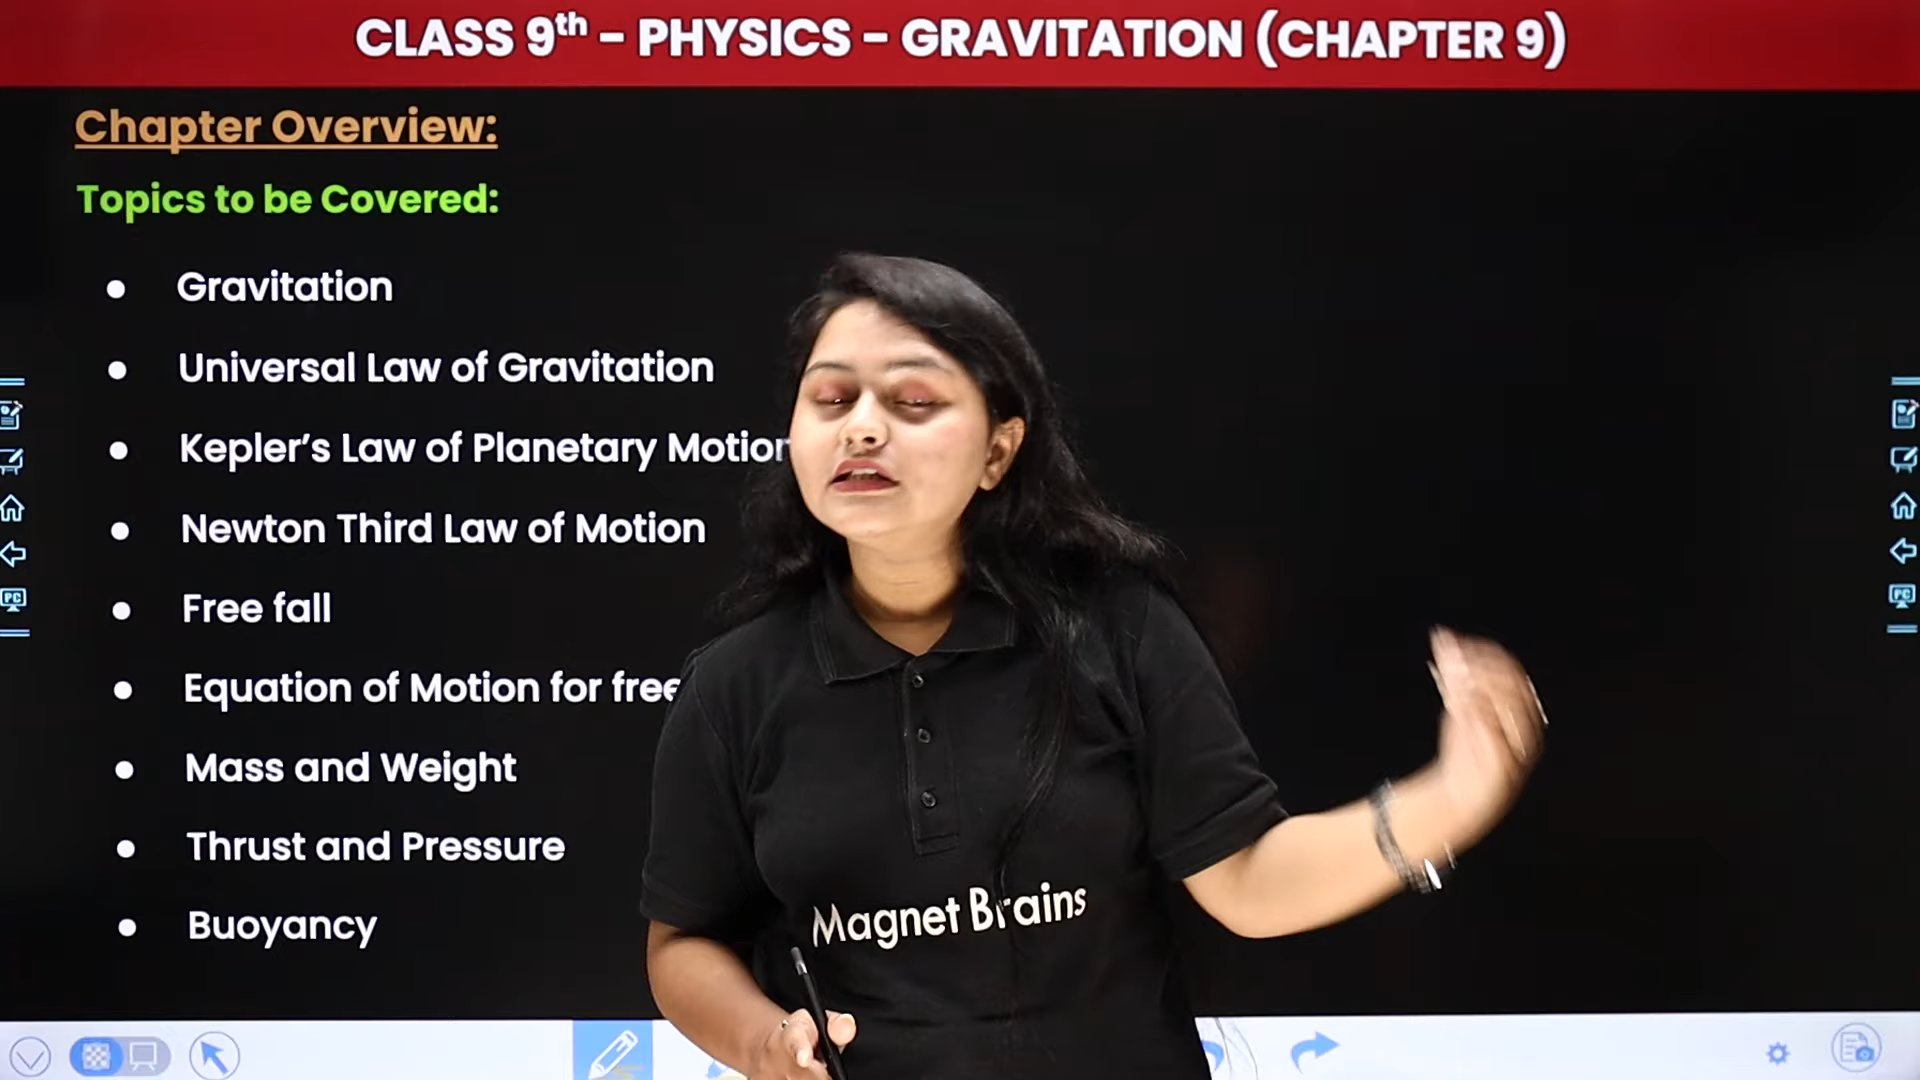 CLASS 9th – PHYSICS – GRAVITATION (CHAPTER 9)
Chapter Overview:
Topics to be Covered:
● Gravitation
● Universal Law of Gravitation
● Kepler's Law of Planetary Motion
● Newton Third Law of Motion
● Free fall
● Equation of Motion for free
● Mass and Weight
● Thrust and Pressure
● Buoyancy
Magnet Brains
PC
PC